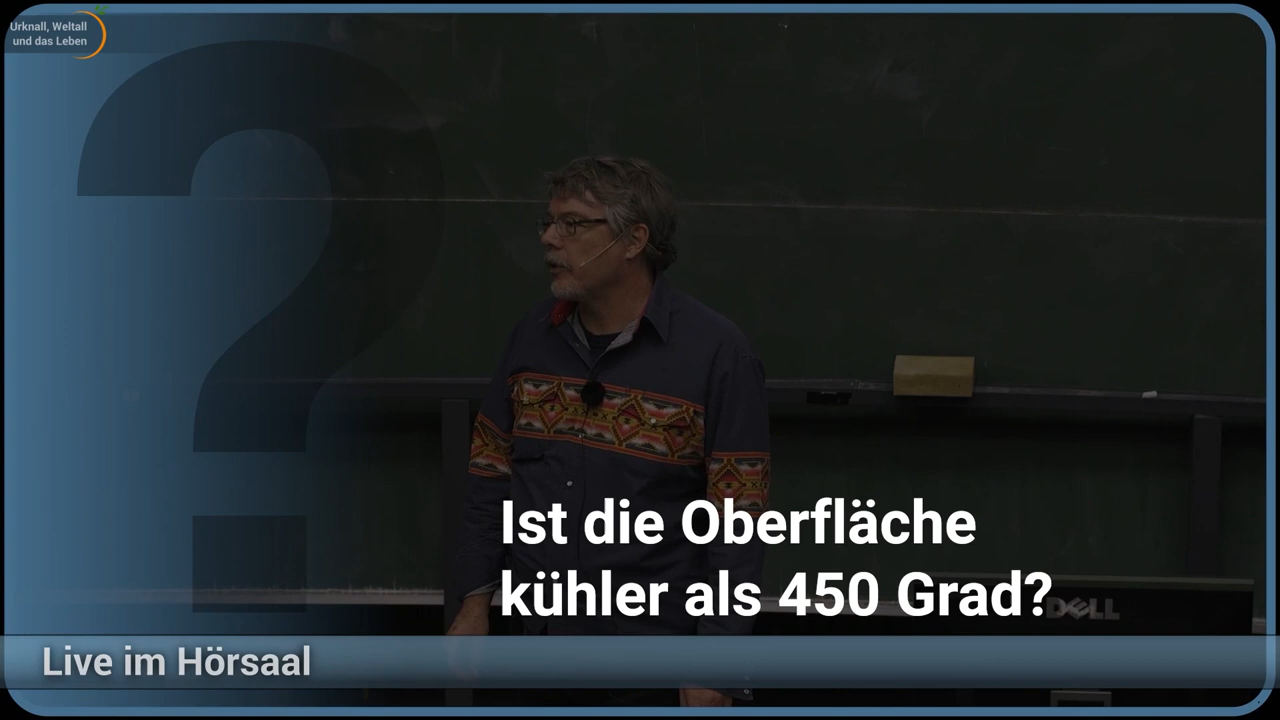 Urknall, Weltall
und das Leben
Ist die Oberfläche
kühler als 450 Grad?
DELL
Live im Hörsaal